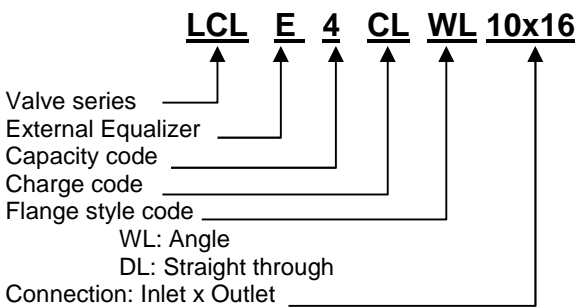 LCL E 4 CL WL 10x16
Valve series
External Equalizer
Capacity code
Charge code
Flange style code
WL: Angle
DL: Straight through
Connection: Inlet x Outlet